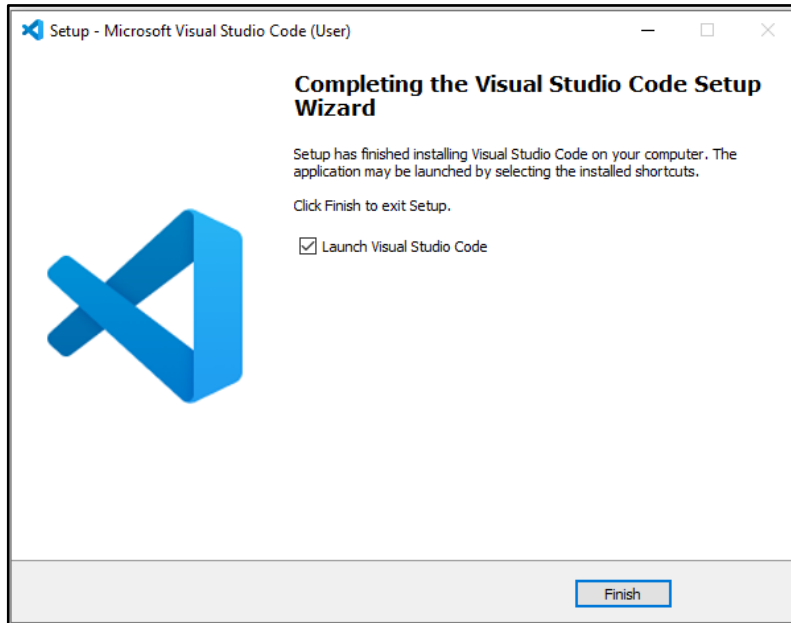 Setup - Microsoft Visual Studio Code (User)
Completing the Visual Studio Code Setup
Wizard
Setup has finished installing Visual Studio Code on your computer. The
application may be launched by selecting the installed shortcuts.
Click Finish to exit Setup.
Launch Visual Studio Code
Finish